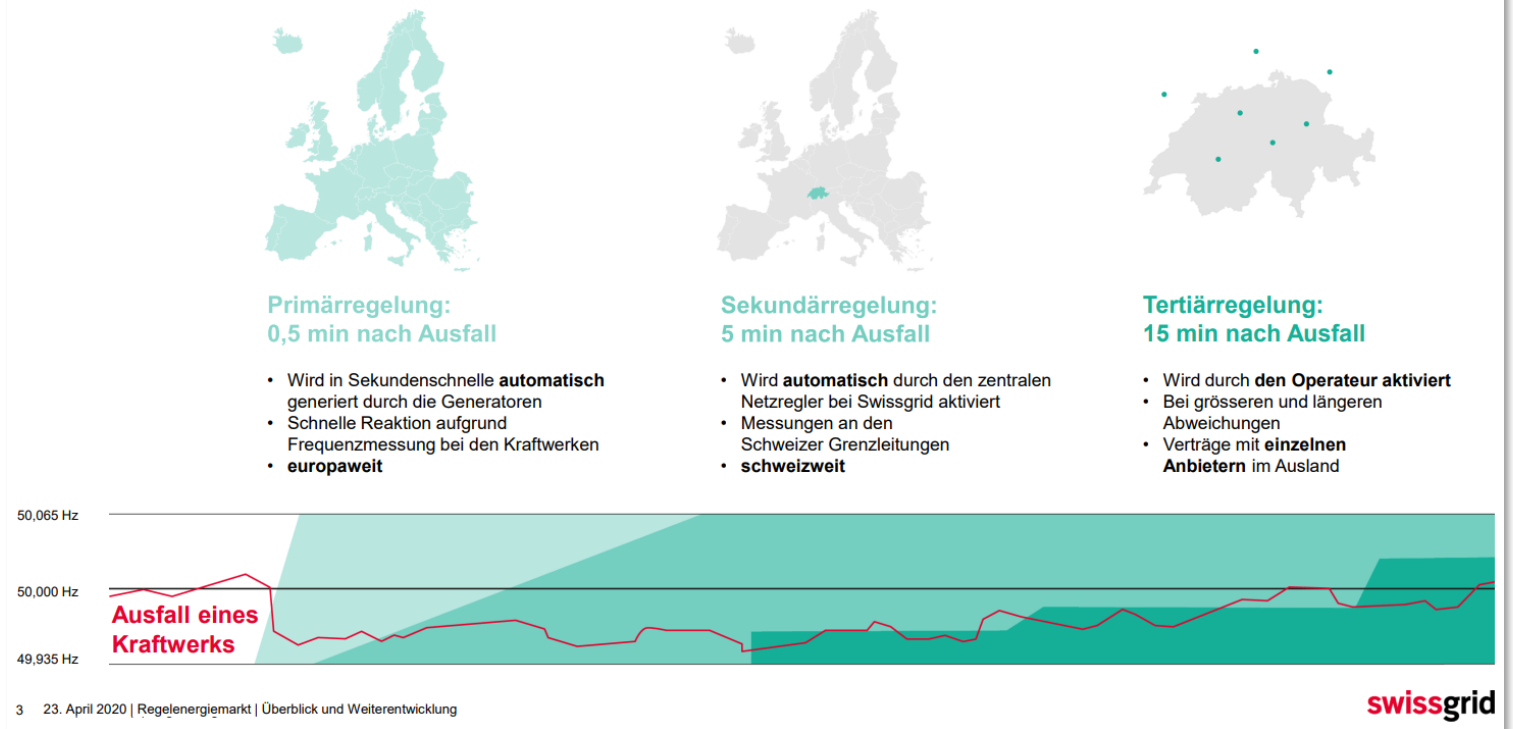 Primärregelung:
0,5 min nach Ausfall
• Wird in Sekundenschnelle automatisch
generiert durch die Generatoren
• Schnelle Reaktion aufgrund
Frequenzmessung bei den Kraftwerken
• europaweit
Sekundärregelung:
5 min nach Ausfall
• Wird automatisch durch den zentralen
Netzregler bei Swissgrid aktiviert
• Messungen an den
Schweizer Grenzleitungen
• schweizweit
Tertiärregelung:
15 min nach Ausfall
• Wird durch den Operateur aktiviert
• Bei grösseren und längeren
Abweichungen
• Verträge mit einzelnen
Anbietern im Ausland
50,065 Hz
50,000 Hz
49,935 Hz
Ausfall eines
Kraftwerks
3 23. April 2020 | Regelenergiemarkt | Überblick und Weiterentwicklung
swissgrid